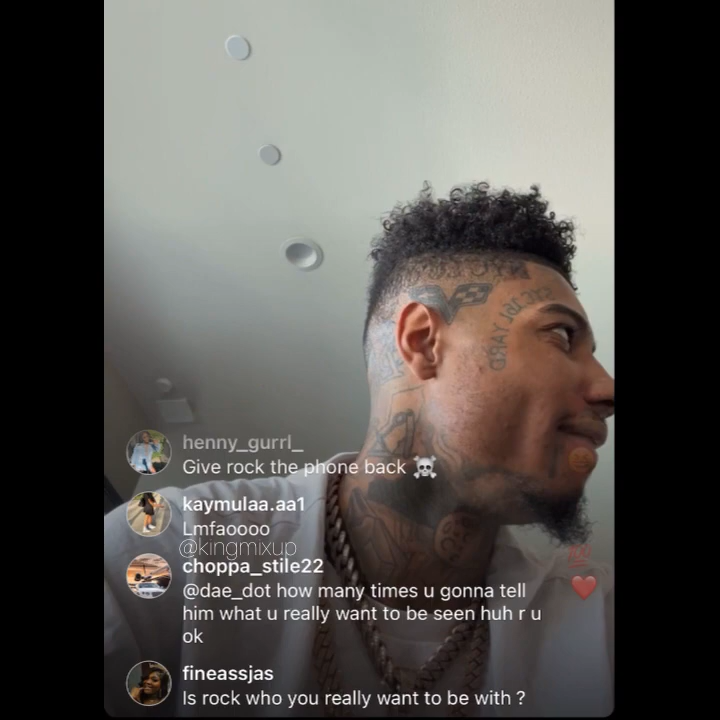 henny_gurrl_
Give rock the phone back
kaymulaa.aa1
Lmfaoooo
@kingmixup
choppa_stile22
@dae_dot how many times u gonna tell
him what u really want to be seen huh r u
ok
fineassjas
Is rock who you really want to be with ?